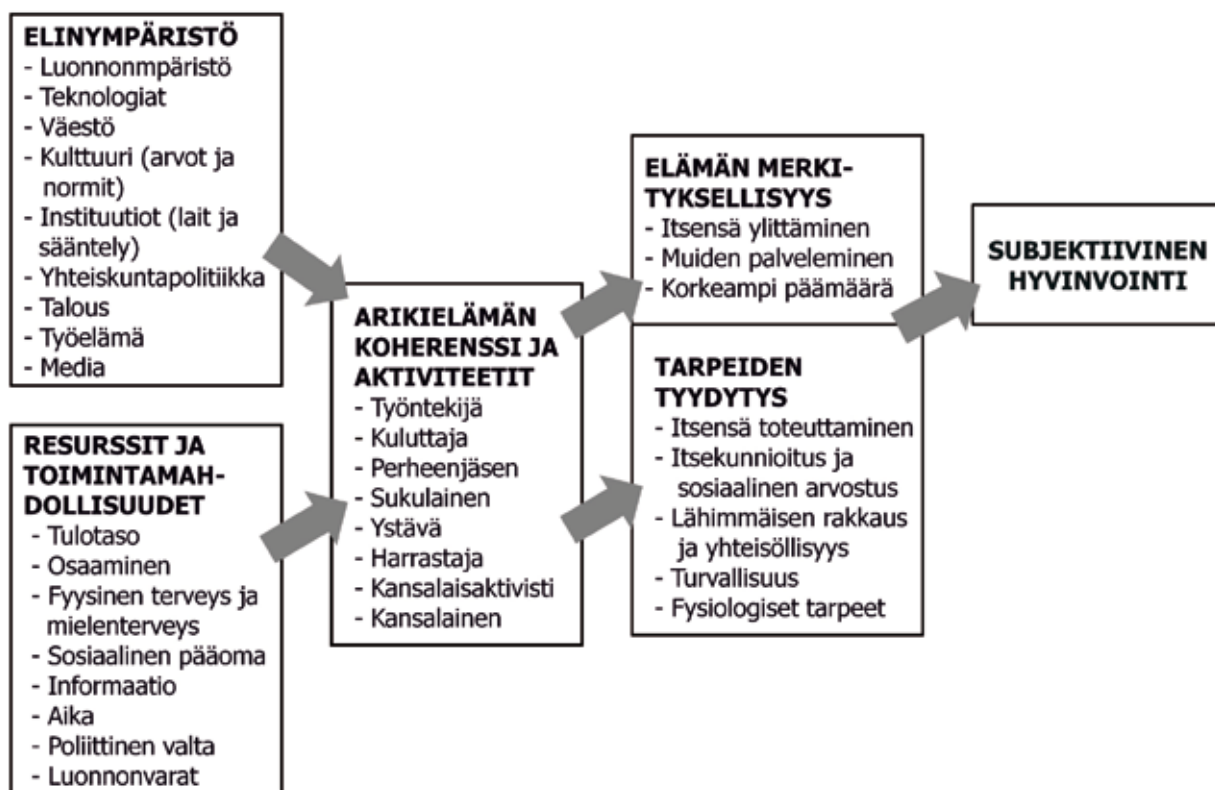 ELINYMPÄRISTÖ
- Luonnonmpäristö
- Teknologiat
- Väestö
- Kulttuuri (arvot ja
normit)
- Instituutiot (lait ja
sääntely)
- Yhteiskuntapolitiikka
- Talous
- Työelämä
- Media
RESURSSIT JA
TOIMINTAMAH-
DOLLISUUDET
- Tulotaso
- Osaaminen
- Fyysinen terveys ja
mielenterveys
- Sosiaalinen pääoma
- Informaatio
- Aika
- Poliittinen valta
- Luonnonvarat
ARIKIELÄMÄN
KOHERENSSI JA
AKTIVITEETIT
- Työntekijä
- Kuluttaja
- Perheenjäsen
- Sukulainen
- Ystävä
- Harrastaja
- Kansalaisaktivisti
- Kansalainen
ELÄMÄN MERKI-
TYKSELLISYYS
- Itsensä ylittäminen
- Muiden palveleminen
- Korkeampi päämäärä
TARPEIDEN
TYYDYTYS
- Itsensä toteuttaminen
- Itsekunnioitus ja
sosiaalinen arvostus
- Lähimmäisen rakkaus
ja yhteisöllisyys
- Turvallisuus
- Fysiologiset tarpeet
SUBJEKTIIVINEN
HYVINVOINTI